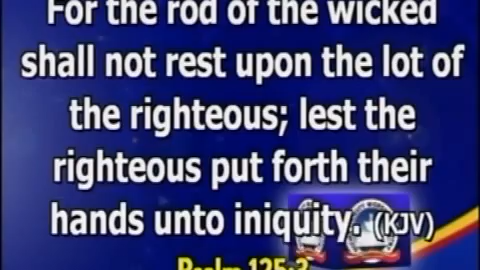 For the rod of the wicked
shall not rest upon the lot of
the righteous; lest the
righteous put forth their
hands unto iniquity. (KJV)
Psalm 125:3